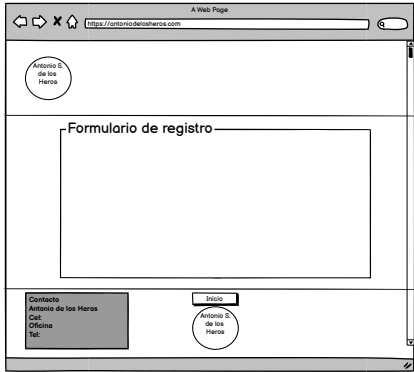 A Web Page
https://antoniodelosheros.com
Antonio S.
de los
Heros
Formulario de registro
Contacto
Antonio de los Heros
Cel:
Oficina
Tel:
Inicio
Antonio S.
de los
Heros